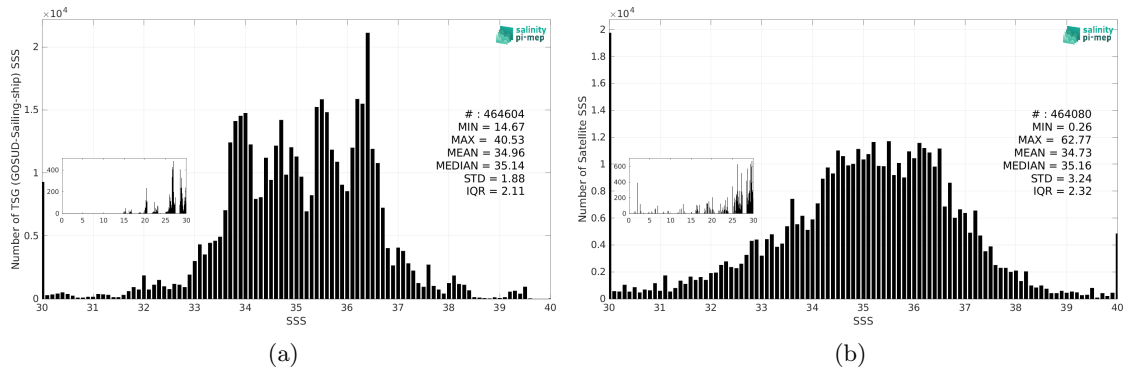 ×10⁴
salinity
pi-mep
# : 464604
MIN = 14.67
MAX = 40.53
MEAN = 34.96
MEDIAN = 35.14
STD = 1.88
IQR = 2.11
Number of TSG (GOSUD-Sailing-ship) SSS
2
1.5
1
0.5
0
400
200
0
0 5 10 15 20 25 30
30 31 32 33 34 35 36 37 38 39 40
SSS
(a)
×10⁴
salinity
pi-mep
# : 464080
MIN = 0.26
MAX = 62.77
MEAN = 34.73
MEDIAN = 35.16
STD = 3.24
IQR = 2.32
Number of Satellite SSS
2
1.8
1.6
1.4
1.2
1
0.8
0.6
0.4
0.2
0
600
400
200
0
0 5 10 15 20 25 30
30 31 32 33 34 35 36 37 38 39 40
SSS
(b)